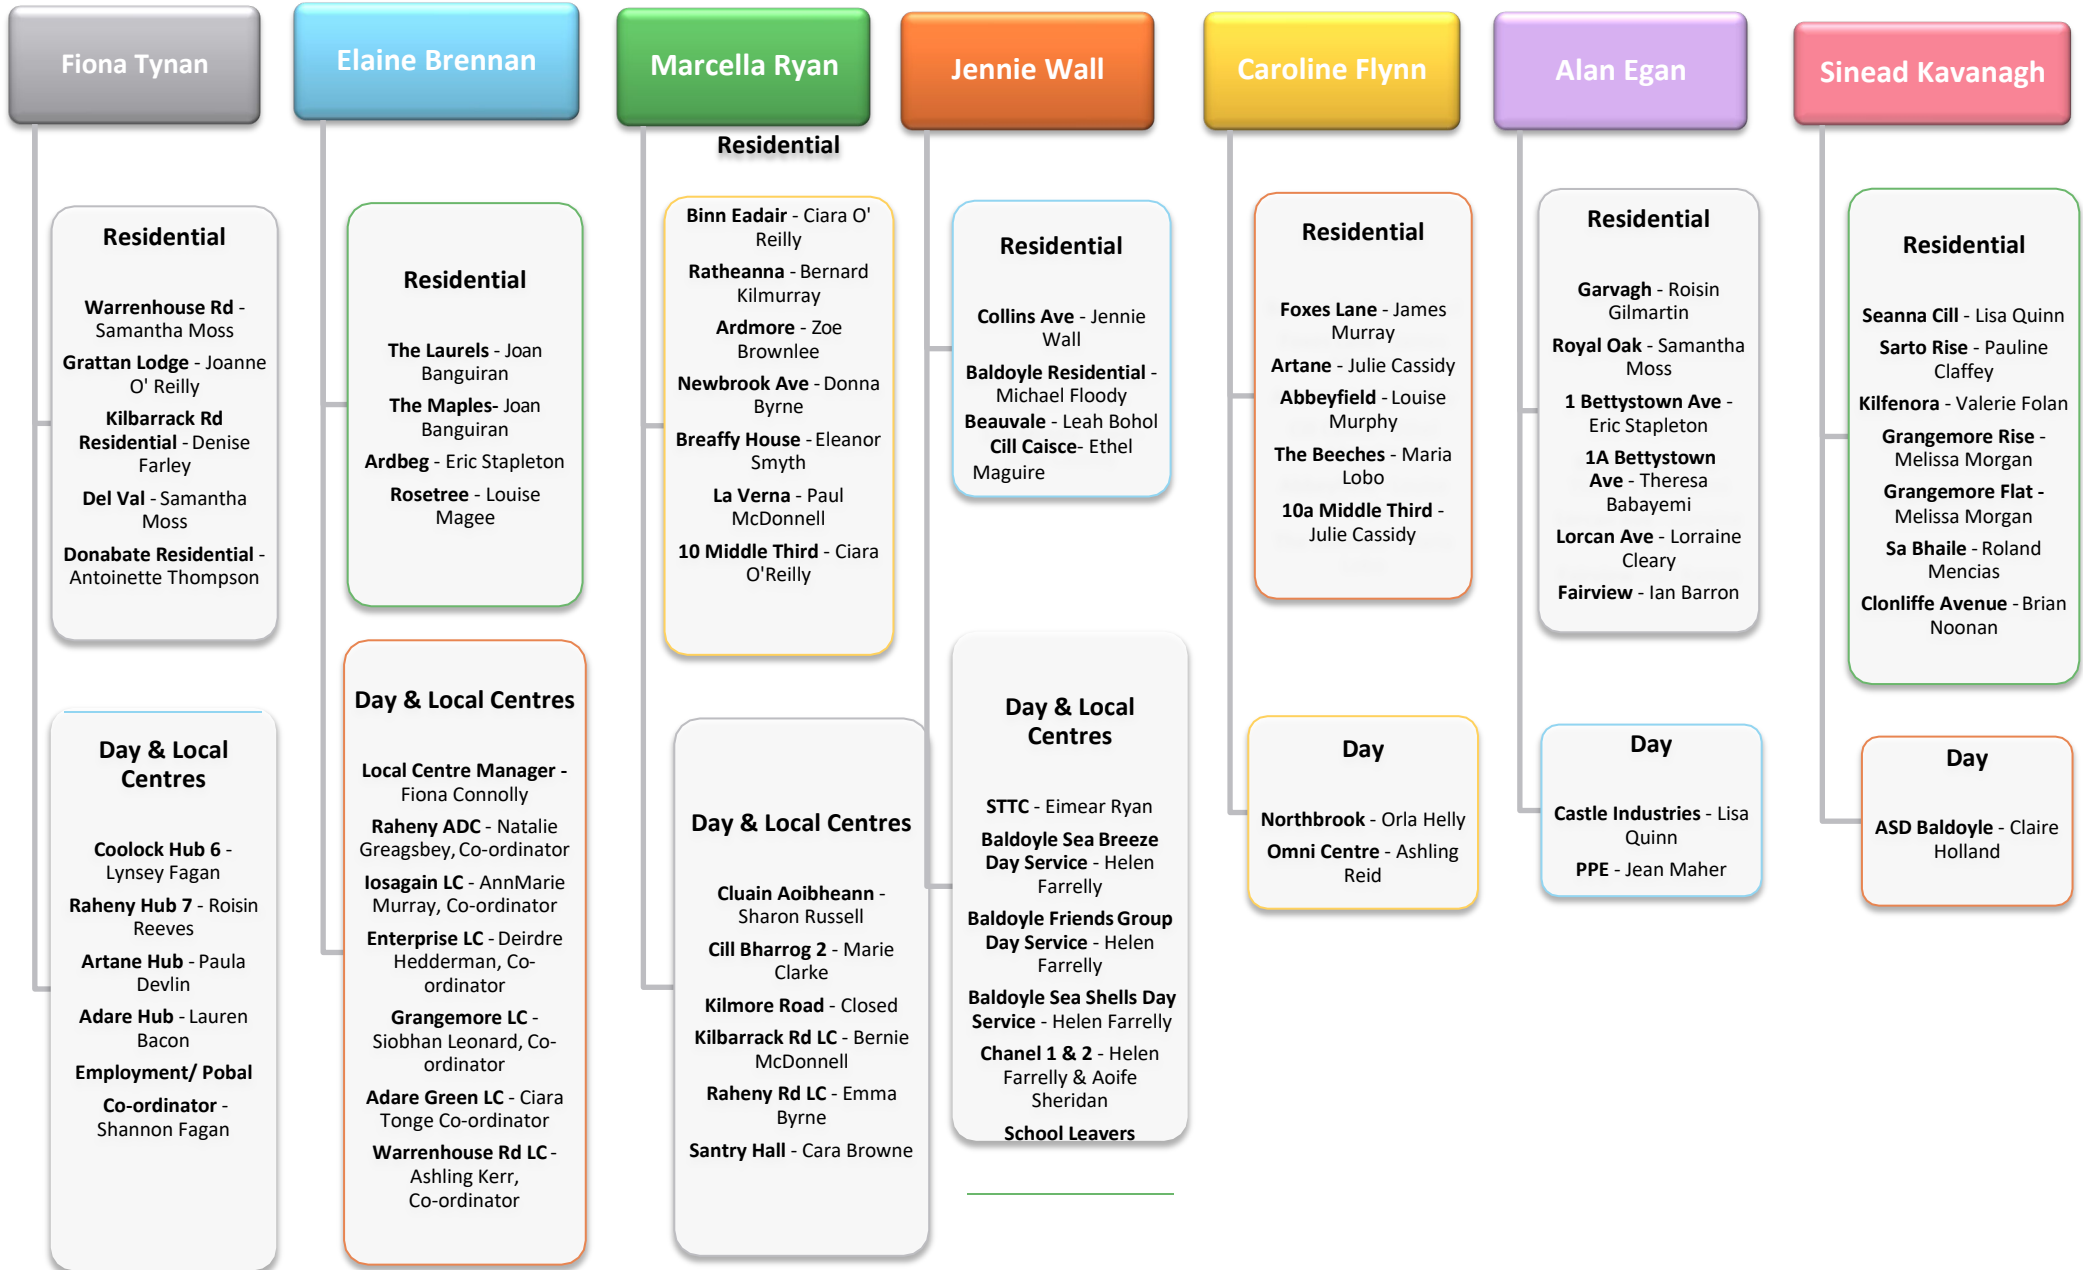 Fiona Tynan
Elaine Brennan
Marcella Ryan
Jennie Wall
Caroline Flynn
Alan Egan
Sinead Kavanagh
Residential
Warrenhouse Rd -
Samantha Moss
Grattan Lodge - Joanne
O' Reilly
Kilbarrack Rd
Residential - Denise
Farley
Del Val - Samantha
Moss
Donabate Residential -
Antoinette Thompson
Day & Local
Centres
Coolock Hub 6 -
Lynsey Fagan
Raheny Hub 7 - Roisin
Reeves
Artane Hub - Paula
Devlin
Adare Hub - Lauren
Bacon
Employment/ Pobal
Co-ordinator -
Shannon Fagan
Residential
The Laurels - Joan
Banguiran
The Maples- Joan
Banguiran
Ardbeg - Eric Stapleton
Rosetree - Louise
Magee
Day & Local Centres
Local Centre Manager -
Fiona Connolly
Raheny ADC - Natalie
Greagsbey, Co-ordinator
Iosagain LC - AnnMarie
Murray, Co-ordinator
Enterprise LC - Deirdre
Hedderman, Co-
ordinator
Grangemore LC -
Siobhan Leonard, Co-
ordinator
Adare Green LC - Ciara
Tonge Co-ordinator
Warrenhouse Rd LC -
Ashling Kerr,
Co-ordinator
Residential
Binn Eadair - Ciara O'
Reilly
Ratheanna - Bernard
Kilmurray
Ardmore - Zoe
Brownlee
Newbrook Ave - Donna
Byrne
Breaffy House - Eleanor
Smyth
La Verna - Paul
McDonnell
10 Middle Third - Ciara
O'Reilly
Day & Local Centres
Cluain Aoibheann -
Sharon Russell
Cill Bharrog 2 - Marie
Clarke
Kilmore Road - Closed
Kilbarrack Rd LC - Bernie
McDonnell
Raheny Rd LC - Emma
Byrne
Santry Hall - Cara Browne
Residential
Collins Ave - Jennie
Wall
Baldoyle Residential -
Michael Floody
Beauvale - Leah Bohol
Cill Caisce- Ethel
Maguire
Day & Local
Centres
STTC - Eimear Ryan
Baldoyle Sea Breeze
Day Service - Helen
Farrelly
Baldoyle Friends Group
Day Service - Helen
Farrelly
Baldoyle Sea Shells Day
Service - Helen Farrelly
Chanel 1 & 2 - Helen
Farrelly & Aoife
Sheridan
School Leavers
Residential
Foxes Lane - James
Murray
Artane - Julie Cassidy
Abbeyfield - Louise
Murphy
The Beeches - Maria
Lobo
10a Middle Third -
Julie Cassidy
Day
Northbrook - Orla Helly
Omni Centre - Ashling
Reid
Residential
Garvagh - Roisin
Gilmartin
Royal Oak - Samantha
Moss
1 Bettystown Ave -
Eric Stapleton
1A Bettystown
Ave - Theresa
Babayemi
Lorcan Ave - Lorraine
Cleary
Fairview - Ian Barron
Day
Castle Industries - Lisa
Quinn
PPE - Jean Maher
Residential
Seanna Cill - Lisa Quinn
Sarto Rise - Pauline
Claffey
Kilfenora - Valerie Folan
Grangemore Rise -
Melissa Morgan
Grangemore Flat -
Melissa Morgan
Sa Bhaile - Roland
Mencias
Clonliffe Avenue - Brian
Noonan
Day
ASD Baldoyle - Claire
Holland